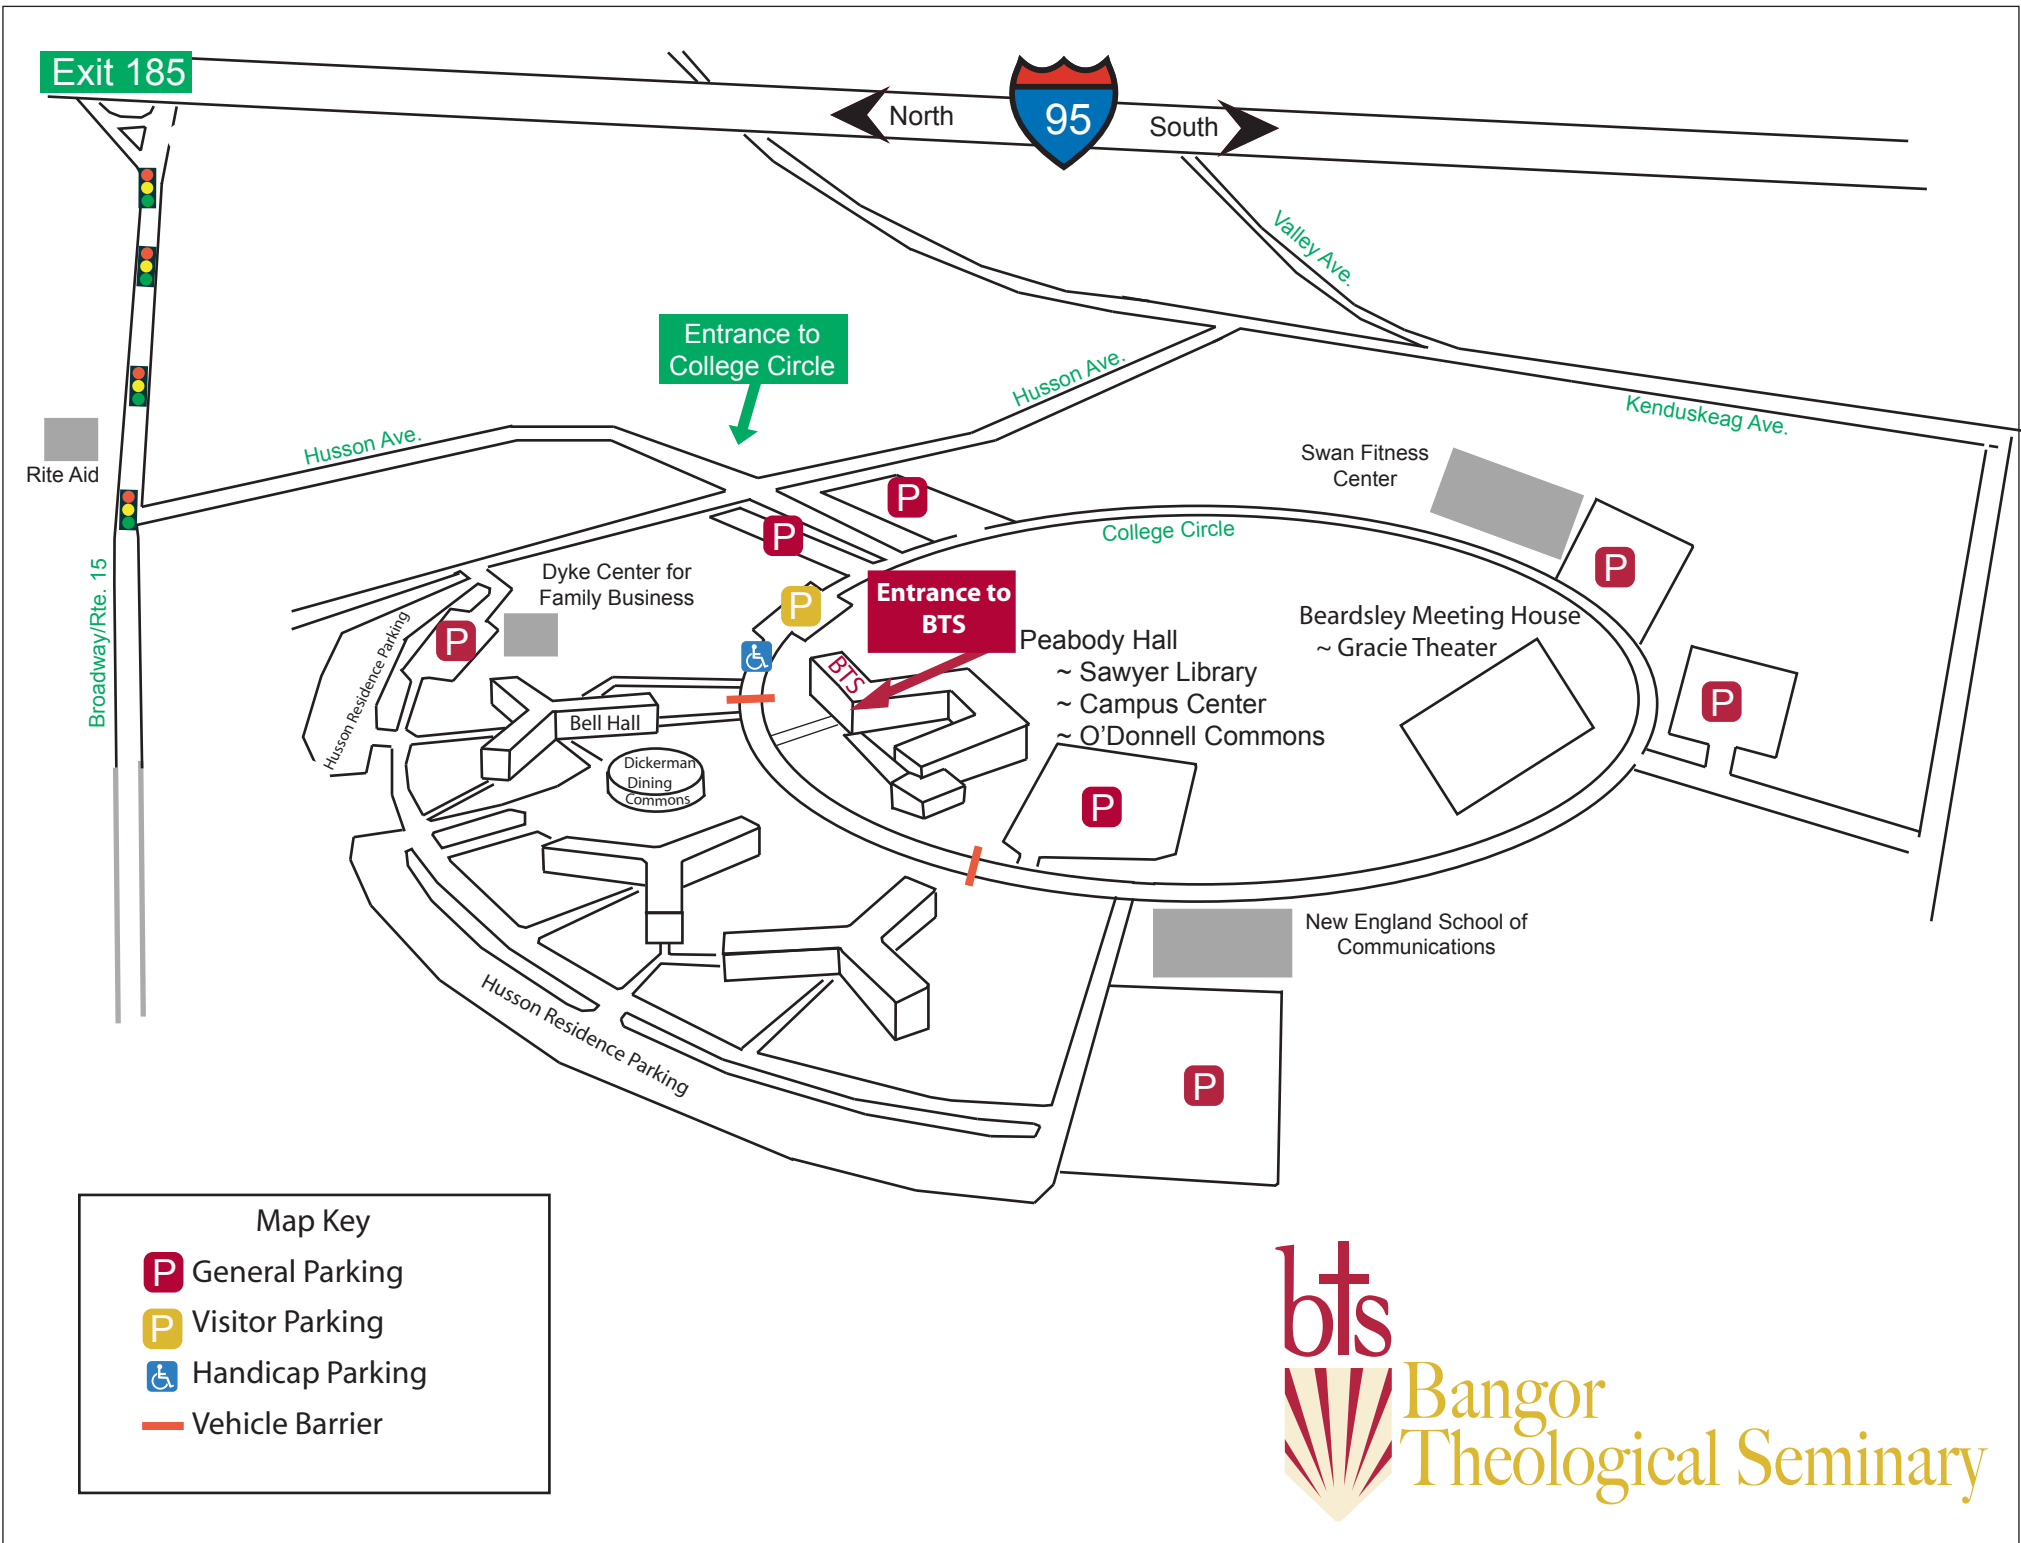 Exit 185
North
95
South
Valley Ave.
Entrance to
College Circle
Husson Ave.
Kenduskeag Ave.
Husson Ave.
Rite Aid
Swan Fitness
Center
P
P
College Circle
Broadway/Rte. 15
Dyke Center for
Family Business
P
P
P
Entrance to
BTS
Husson Residence Parking
Peabody Hall
~ Sawyer Library
~ Campus Center
~ O'Donnell Commons
Beardsley Meeting House
~ Gracie Theater
BTS
P
Bell Hall
Dickerman
Dining
Commons
P
New England School of
Communications
Husson Residence Parking
P
Map Key
P General Parking
P Visitor Parking
Handicap Parking
Vehicle Barrier
bts
Bangor
Theological Seminary